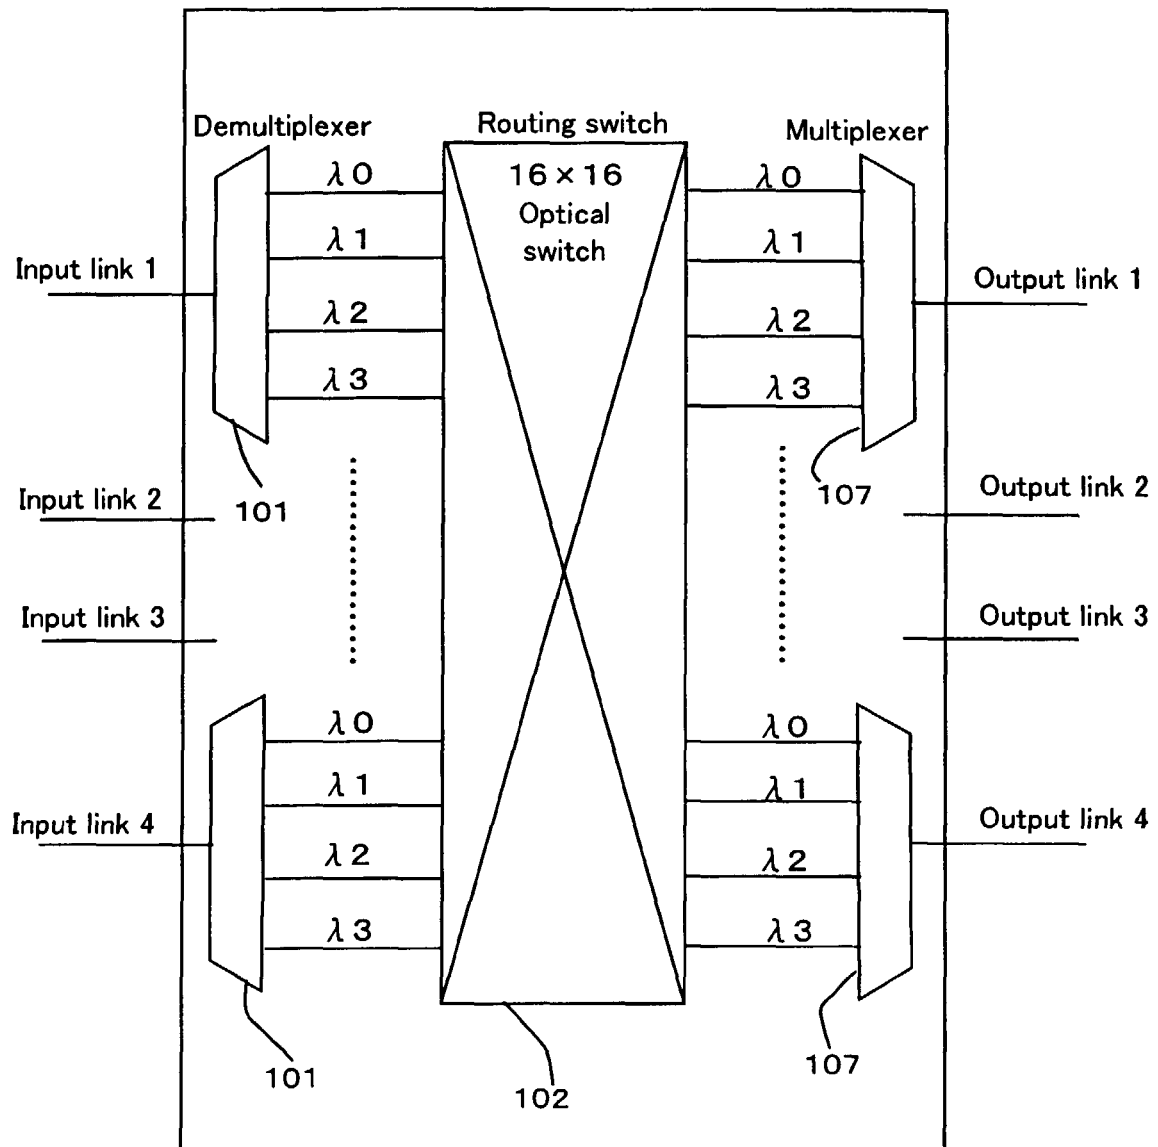 Demultiplexer
Routing switch
Multiplexer
16×16
Optical
switch
λ0
λ1
λ2
λ3
λ0
λ1
λ2
λ3
Input link 1
Output link 1
101
107
Input link 2
Output link 2
Input link 3
Output link 3
λ0
λ1
λ2
λ3
λ0
λ1
λ2
λ3
Input link 4
Output link 4
101
102
107